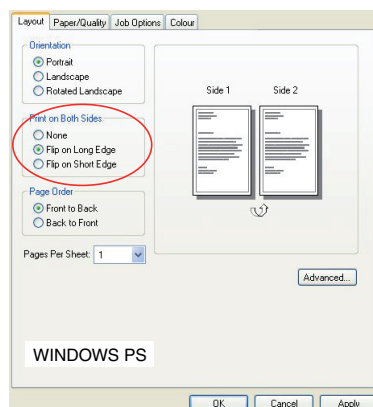 Layout Paper/Quality Job Options Colour
Orientation
Portrait
Landscape
Rotated Landscape
Print on Both Sides
None
Flip on Long Edge
Flip on Short Edge
Page Order
Front to Back
Back to Front
Pages Per Sheet: 1
Side 1 Side 2
Advanced...
WINDOWS PS
OK Cancel Apply